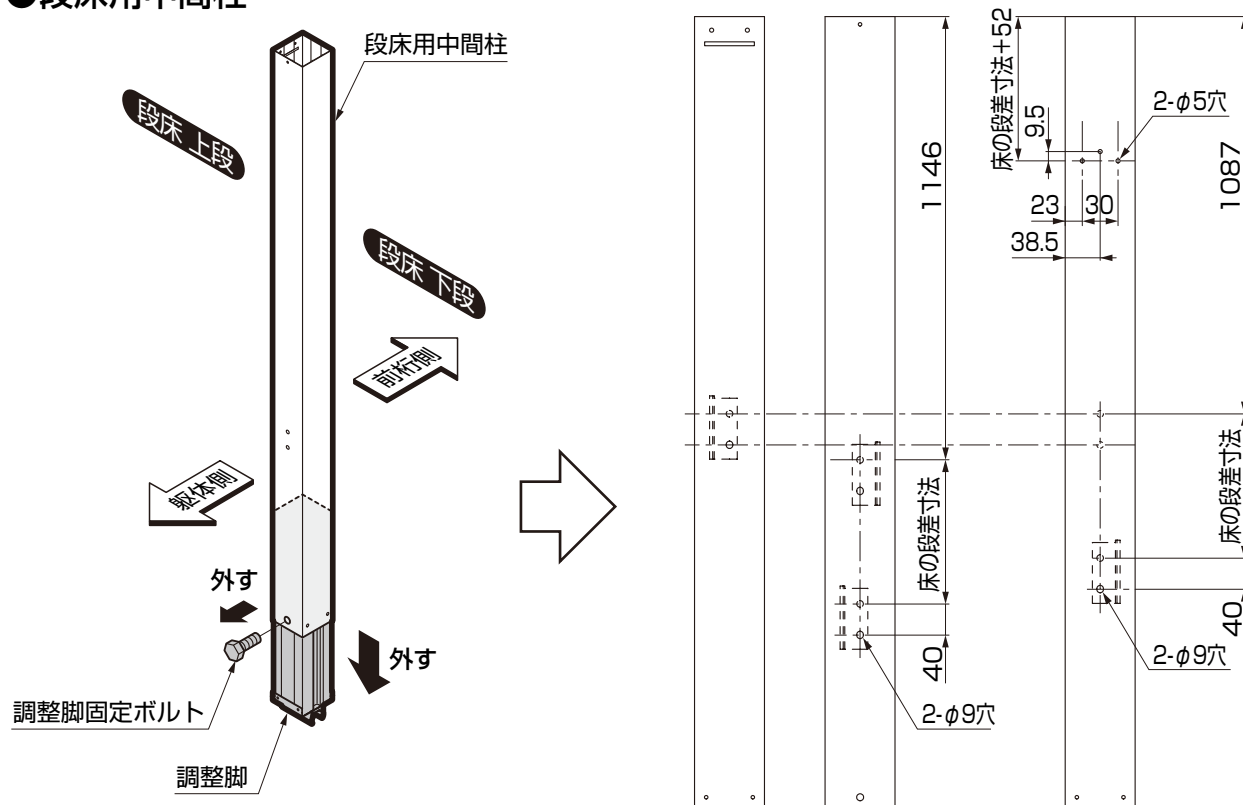 ●段床用中間柱
段床用中間柱
段床 上段
段床 下段
前桁側
躯体側
外す
外す
調整脚固定ボルト
調整脚
1146
床の段差寸法
40
2-φ9穴
床の段差寸法+52
9.5
2-φ5穴
23
30
38.5
1087
床の段差寸法
40
2-φ9穴